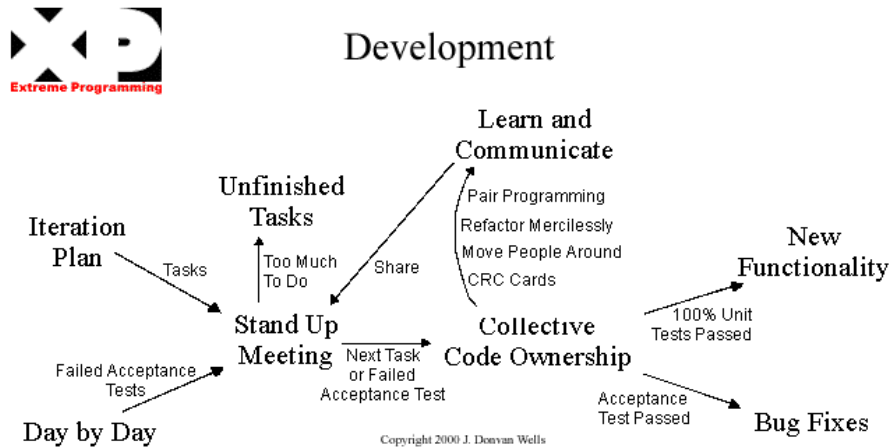 XP
Extreme Programming
Development
Learn and
Communicate
Unfinished
Tasks
Pair Programming
Refactor Mercilessly
Move People Around
CRC Cards
Iteration
Plan
Tasks
Too Much
To Do
Share
New
Functionality
Stand Up
Meeting
Collective
Code Ownership
100% Unit
Tests Passed
Next Task
or Failed
Acceptance Test
Failed Acceptance
Tests
Acceptance
Test Passed
Day by Day
Bug Fixes
Copyright 2000 J. Donvan Wells